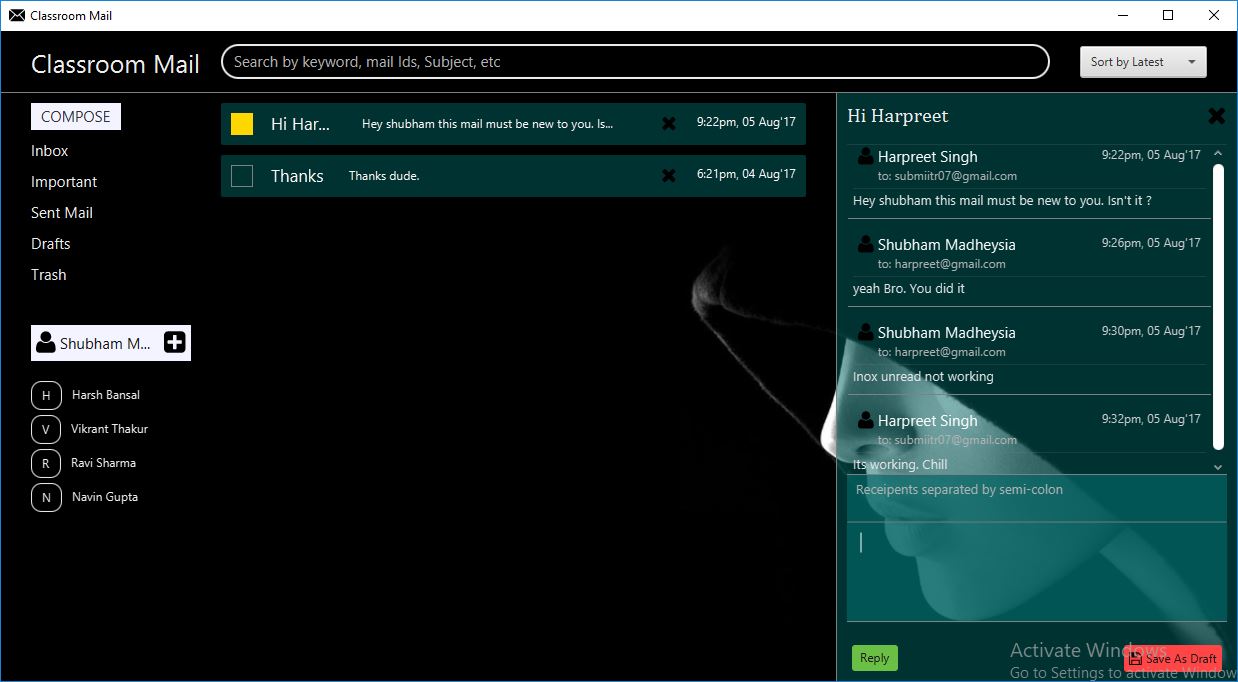 Classroom Mail
Classroom Mail
Search by keyword, mail Ids, Subject, etc
Sort by Latest
COMPOSE
Inbox
Important
Sent Mail
Drafts
Trash
Shubham M...
H Harsh Bansal
V Vikrant Thakur
R Ravi Sharma
N Navin Gupta
Hi Har... Hey shubham this mail must be new to you. Is... 9:22pm, 05 Aug'17
Thanks Thanks dude. 6:21pm, 04 Aug'17
Hi Harpreet
Harpreet Singh 9:22pm, 05 Aug'17
to: submiitr07@gmail.com
Hey shubham this mail must be new to you. Isn't it ?
Shubham Madheysia 9:26pm, 05 Aug'17
to: harpreet@gmail.com
yeah Bro. You did it
Shubham Madheysia 9:30pm, 05 Aug'17
to: harpreet@gmail.com
Inox unread not working
Harpreet Singh 9:32pm, 05 Aug'17
to: submiitr07@gmail.com
Its working. Chill
Receipents separated by semi-colon
Reply
Save As Draft
Activate Windows
Go to Settings to activate Window